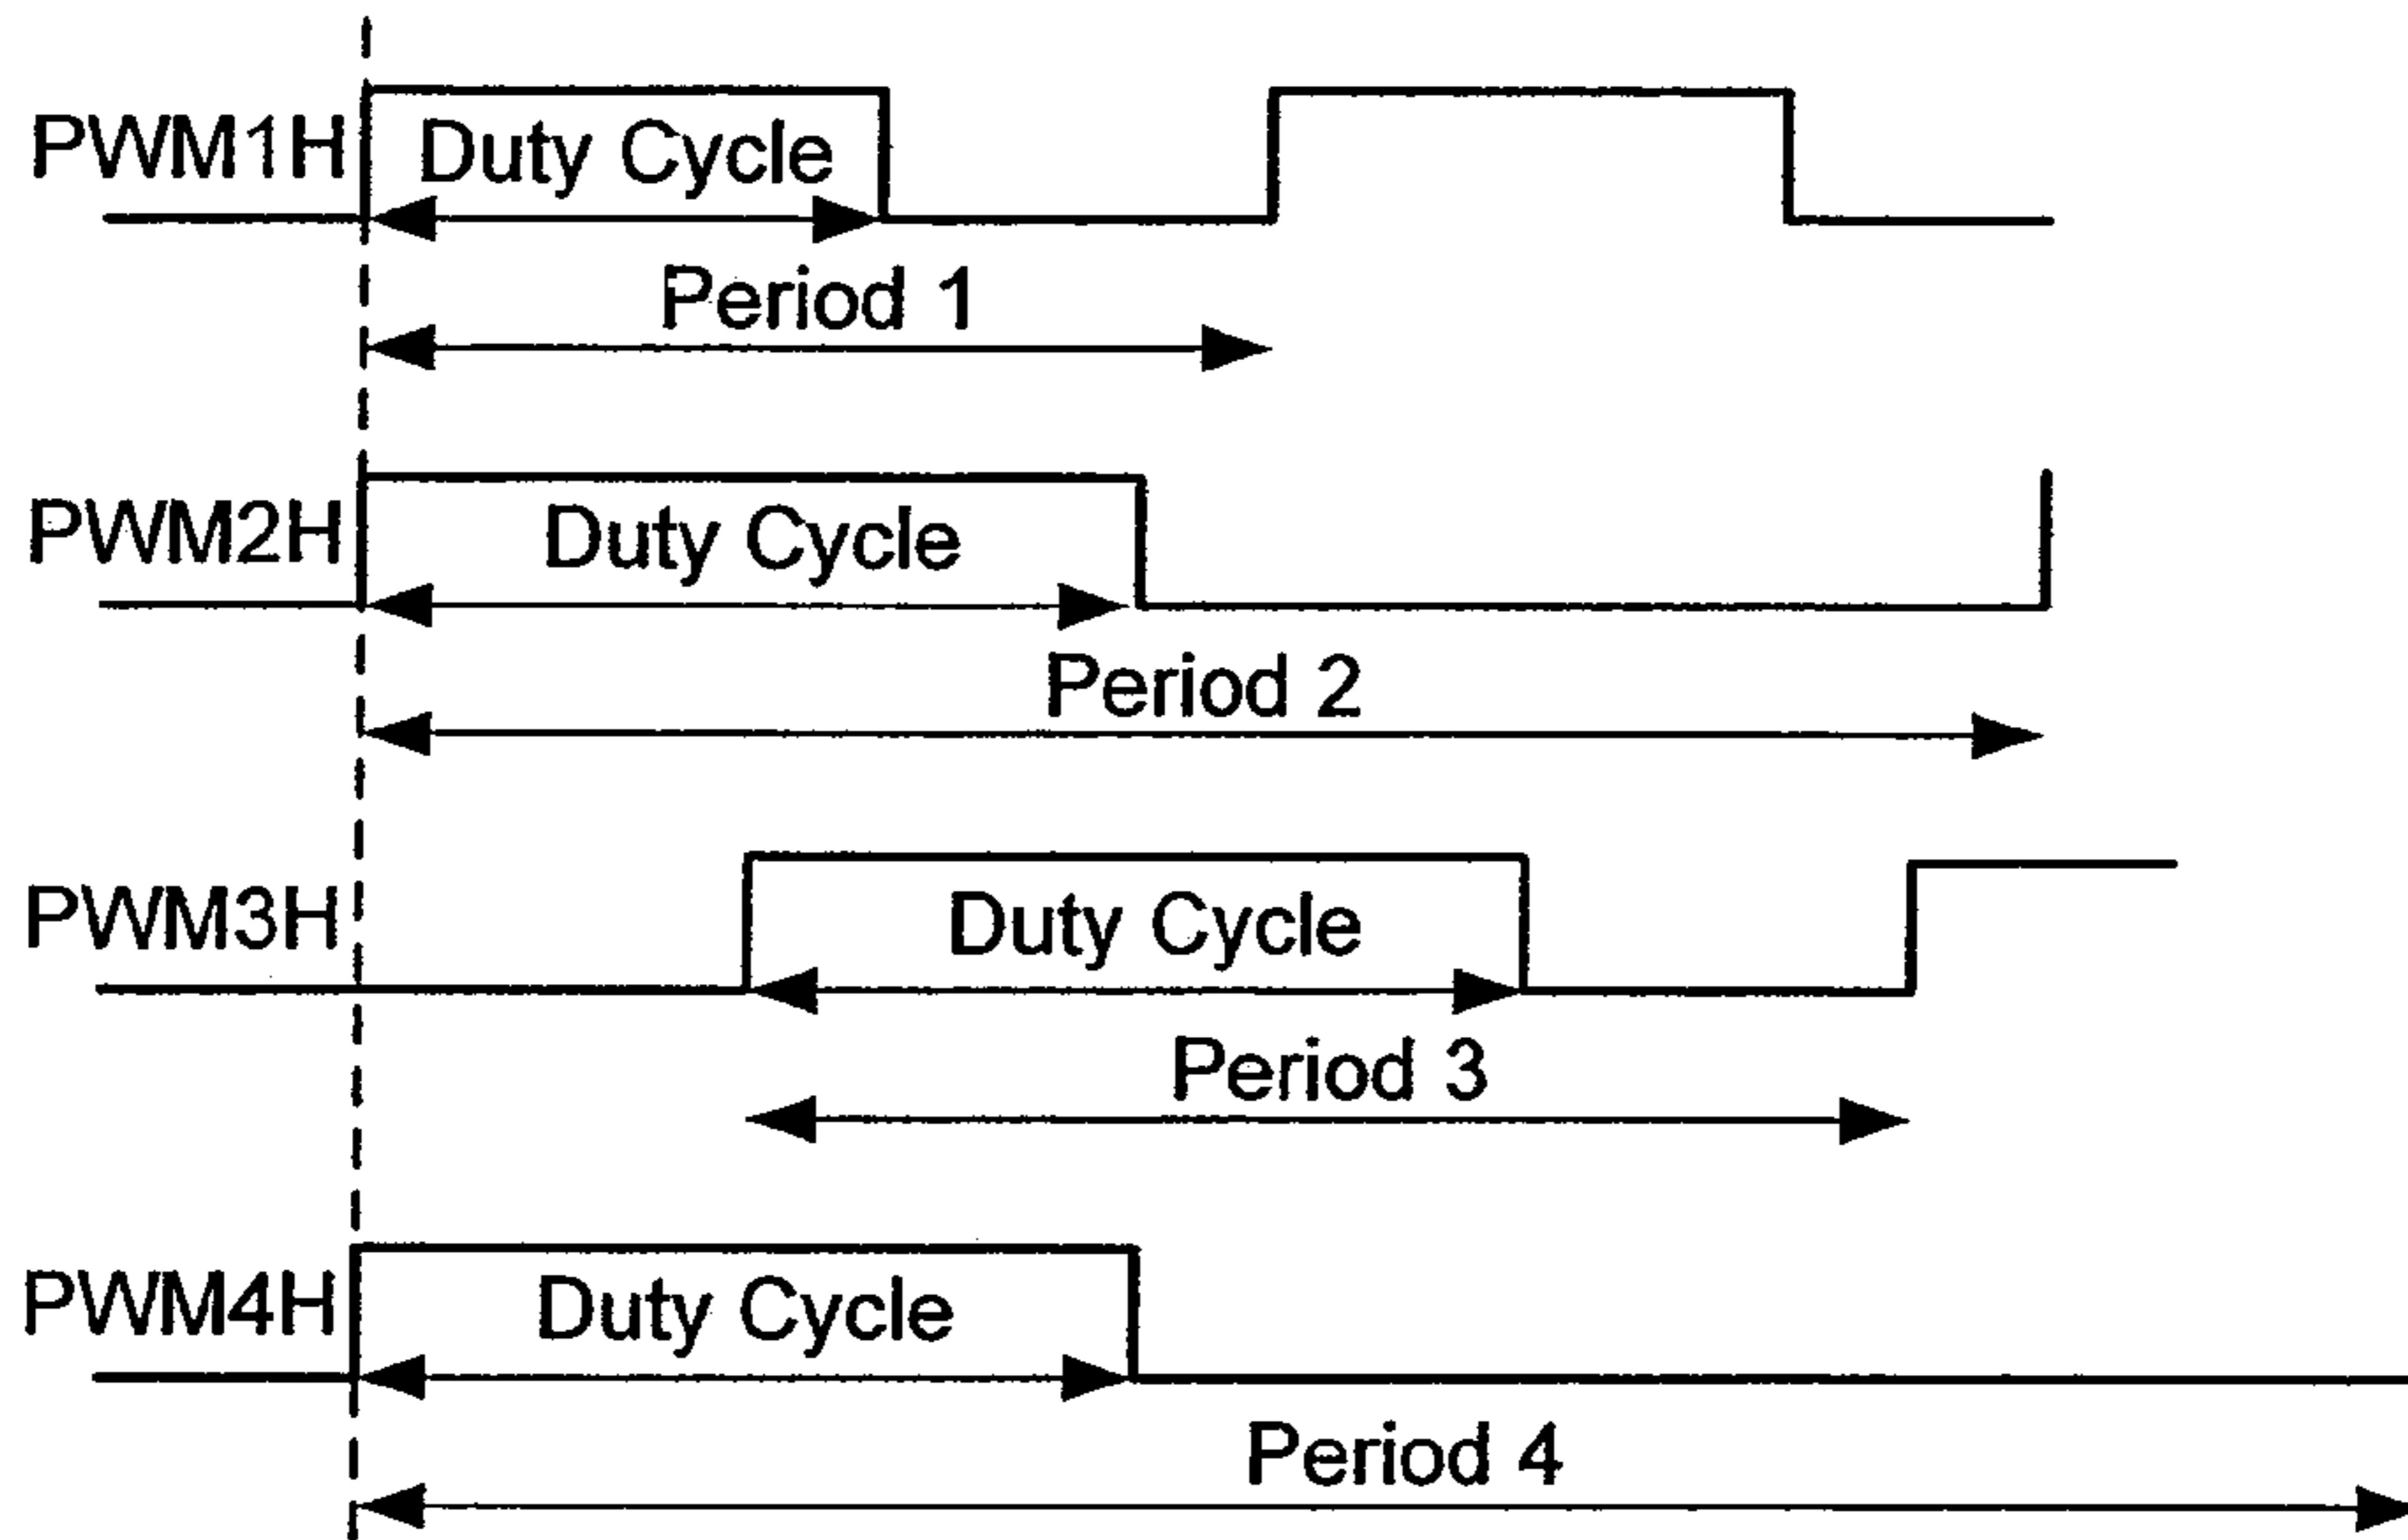 PWM1H
Duty Cycle
Period 1
PWM2H
Duty Cycle
Period 2
PWM3H
Duty Cycle
Period 3
PWM4H
Duty Cycle
Period 4